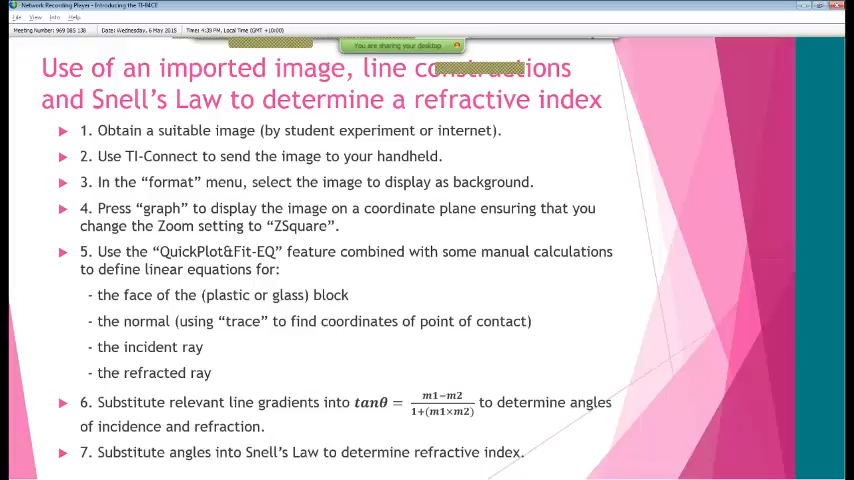 Network Recording Player - Introducing the TI-84CE
File View Info Help
Meeting Number: 969 085 138 Date: Wednesday, 6 May 2015 Time: 4:39 PM, Local Time (GMT +10:00)
You are sharing your desktop
Use of an imported image, line constructions
and Snell's Law to determine a refractive index
1. Obtain a suitable image (by student experiment or internet).
2. Use TI-Connect to send the image to your handheld.
3. In the “format” menu, select the image to display as background.
4. Press “graph” to display the image on a coordinate plane ensuring that you
change the Zoom setting to “ZSquare”.
5. Use the “QuickPlot&Fit-EQ” feature combined with some manual calculations
to define linear equations for:
- the face of the (plastic or glass) block
- the normal (using “trace” to find coordinates of point of contact)
- the incident ray
- the refracted ray
6. Substitute relevant line gradients into tanθ = m1−m2 / 1+(m1×m2) to determine angles
of incidence and refraction.
7. Substitute angles into Snell's Law to determine refractive index.